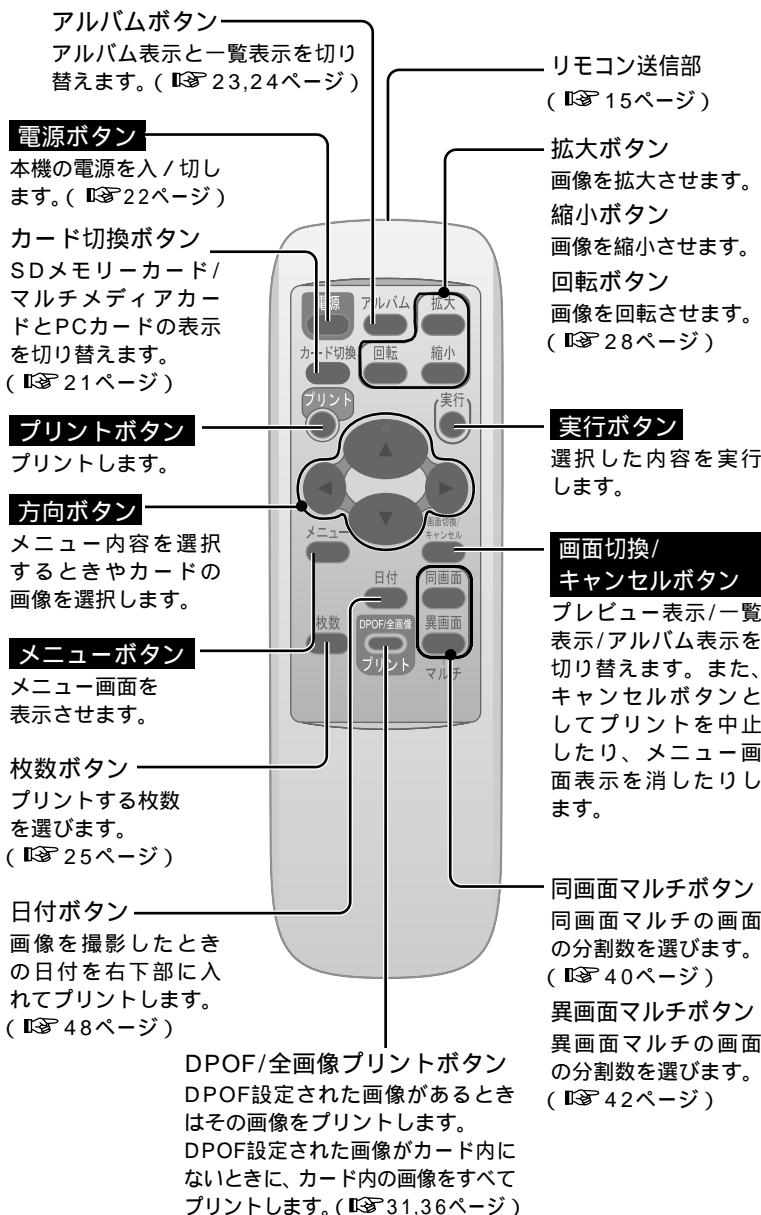 アルバムボタン
アルバム表示と一覧表示を切り
替えます。( ☞ 23,24ページ )
電源ボタン
本機の電源を入 / 切し
ます。( ☞ 22ページ )
カード切換ボタン
SDメモリーカード/
マルチメディアカー
ドとPCカードの表示
を切り替えます。
( ☞ 21ページ )
プリントボタン
プリントします。
方向ボタン
メニュー内容を選択
するときやカードの
画像を選択します。
メニューボタン
メニュー画面を
表示させます。
枚数ボタン
プリントする枚数
を選びます。
( ☞ 25ページ )
日付ボタン
画像を撮影したとき
の日付を右下部に入
れてプリントします。
( ☞ 48ページ )
電源
アルバム
拡大
カード切換
回転
縮小
プリント
実行
▲
◀
▶
▼
メニュー
画面切換/
キャンセル
日付
同画面
枚数
DPOF/全画像
異画面
プリント
マルチ
リモコン送信部
( ☞ 15ページ )
拡大ボタン
画像を拡大させます。
縮小ボタン
画像を縮小させます。
回転ボタン
画像を回転させます。
( ☞ 28ページ )
実行ボタン
選択した内容を実行
します。
画面切換/
キャンセルボタン
プレビュー表示/一覧
表示/アルバム表示を
切り替えます。また、
キャンセルボタンと
してプリントを中止
したり、メニュー画
面表示を消したりし
ます。
同画面マルチボタン
同画面マルチの画面
の分割数を選びます。
( ☞ 40ページ )
異画面マルチボタン
異画面マルチの画面
の分割数を選びます。
( ☞ 42ページ )
DPOF/全画像プリントボタン
DPOF設定された画像があるとき
はその画像をプリントします。
DPOF設定された画像がカード内に
ないときに、カード内の画像をすべて
プリントします。( ☞ 31,36ページ )